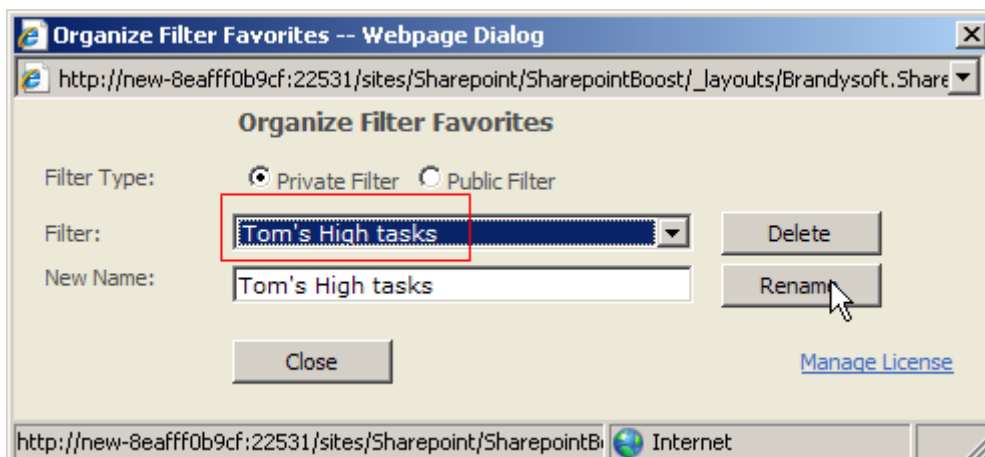 Organize Filter Favorites -- Webpage Dialog
http://new-8eafff0b9cf:22531/sites/Sharepoint/SharepointBoost/_layouts/Brandysoft.Share
Organize Filter Favorites
Filter Type: Private Filter Public Filter
Filter: Tom's High tasks Delete
New Name: Tom's High tasks Rename
Close Manage License
http://new-8eafff0b9cf:22531/sites/Sharepoint/SharepointB Internet